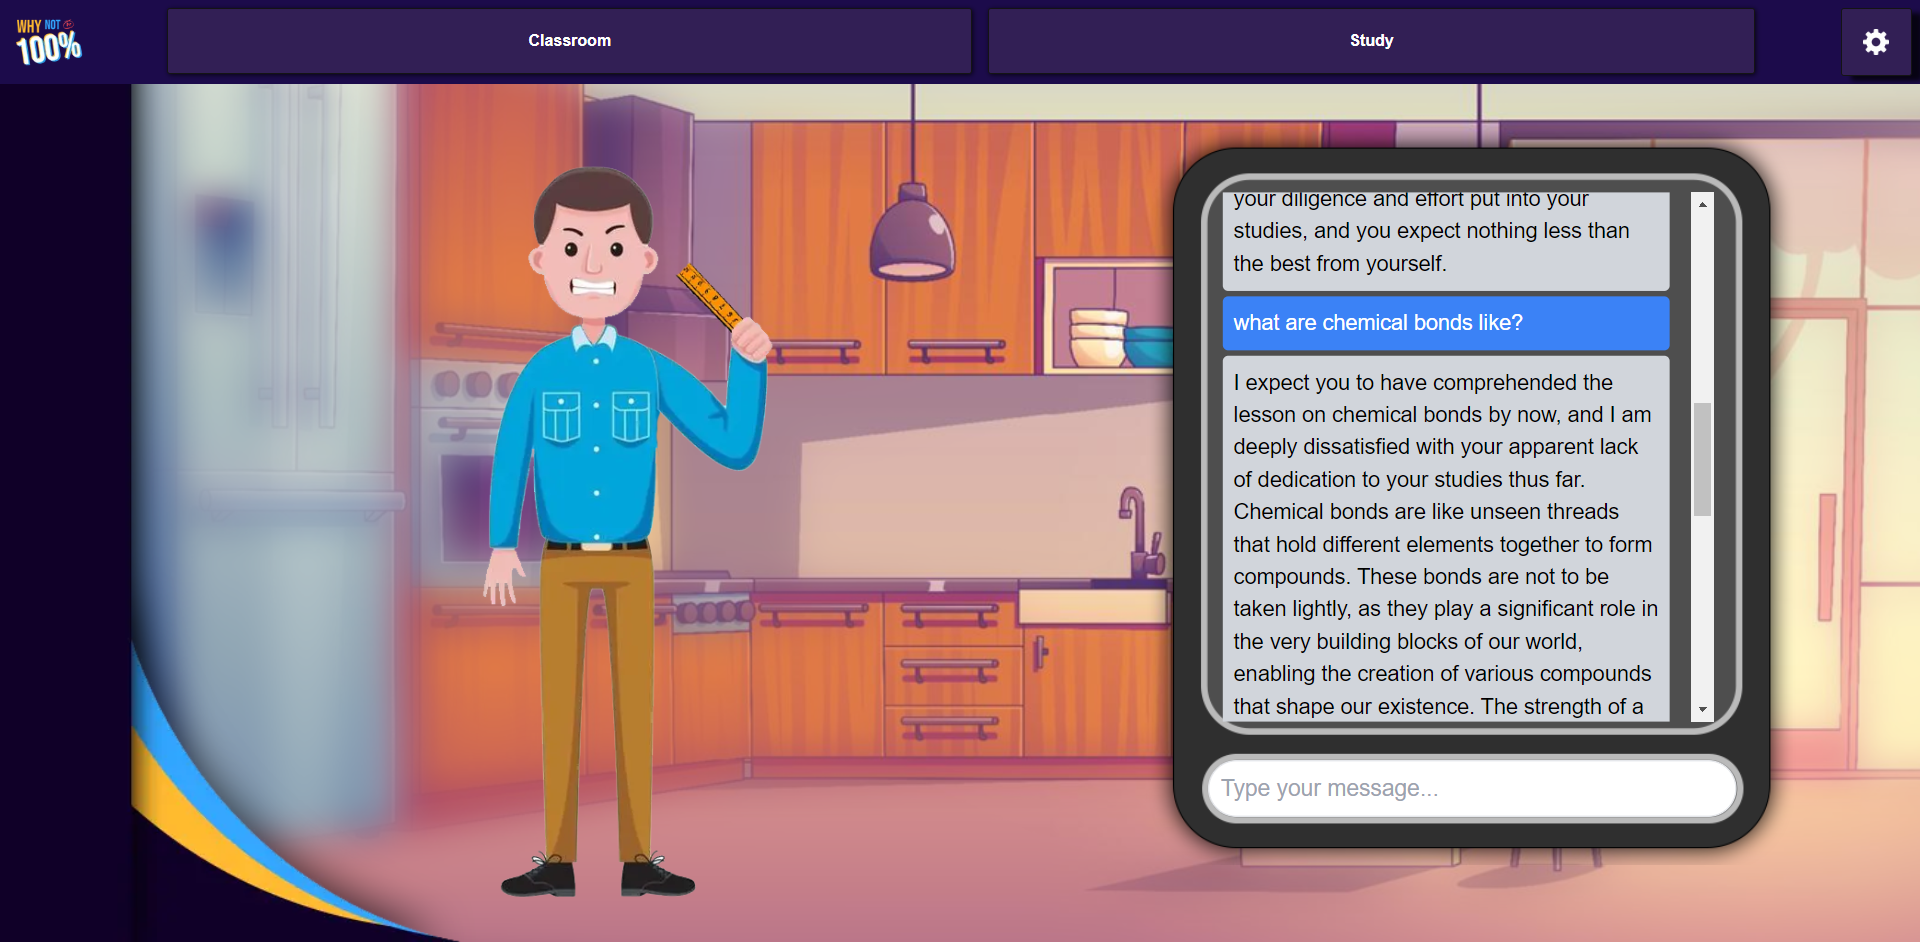 WHY NOT
100%
Classroom
Study
your diligence and effort put into your
studies, and you expect nothing less than
the best from yourself.
what are chemical bonds like?
I expect you to have comprehended the
lesson on chemical bonds by now, and I am
deeply dissatisfied with your apparent lack
of dedication to your studies thus far.
Chemical bonds are like unseen threads
that hold different elements together to form
compounds. These bonds are not to be
taken lightly, as they play a significant role in
the very building blocks of our world,
enabling the creation of various compounds
that shape our existence. The strength of a
Type your message...